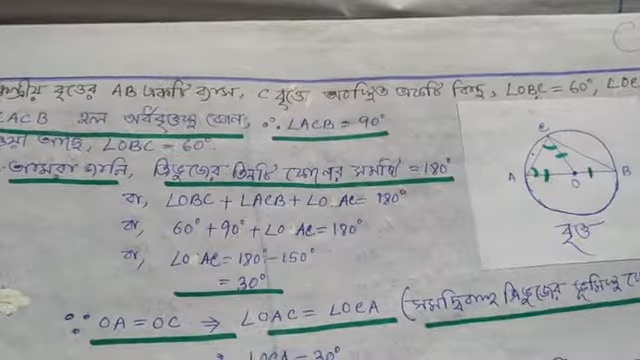 কেন্দ্রীয় বৃত্তের AB একটি ব্যাস, C বৃত্তে অবস্থিত একটি বিন্দু, ∠OBC = 60°, ∠OC
∠ACB হল অর্ধবৃত্তস্থ কোণ, ∴ ∠ACB = 90°
আছে, ∠OBC = 60°.
আমরা জানি, ত্রিভুজের তিনটি কোণের সমষ্টি = 180°
বা, ∠OBC + ∠ACB + ∠OAC = 180°
বা, 60° + 90° + ∠OAC = 180°
বা, ∠OAC = 180° - 150°
= 30°
∵ OA = OC ⇒ ∠OAC = ∠OCA (সমদ্বিবাহু ত্রিভুজের ভূমিস্থ কো
∴ ∠OCA = 30°
C
A
O
B
বৃত্ত